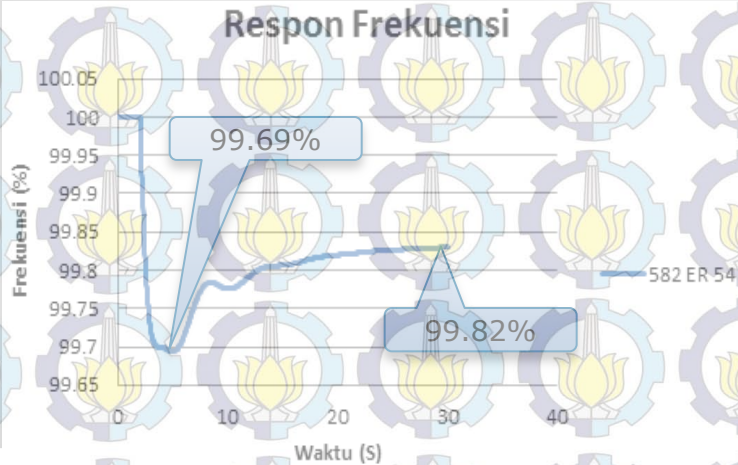 Respon Frekuensi
Frekuensi (%)
100.05
100
99.95
99.9
99.85
99.8
99.75
99.7
99.65
99.69%
99.82%
582 ER 54
0 10 20 30 40
Waktu (S)